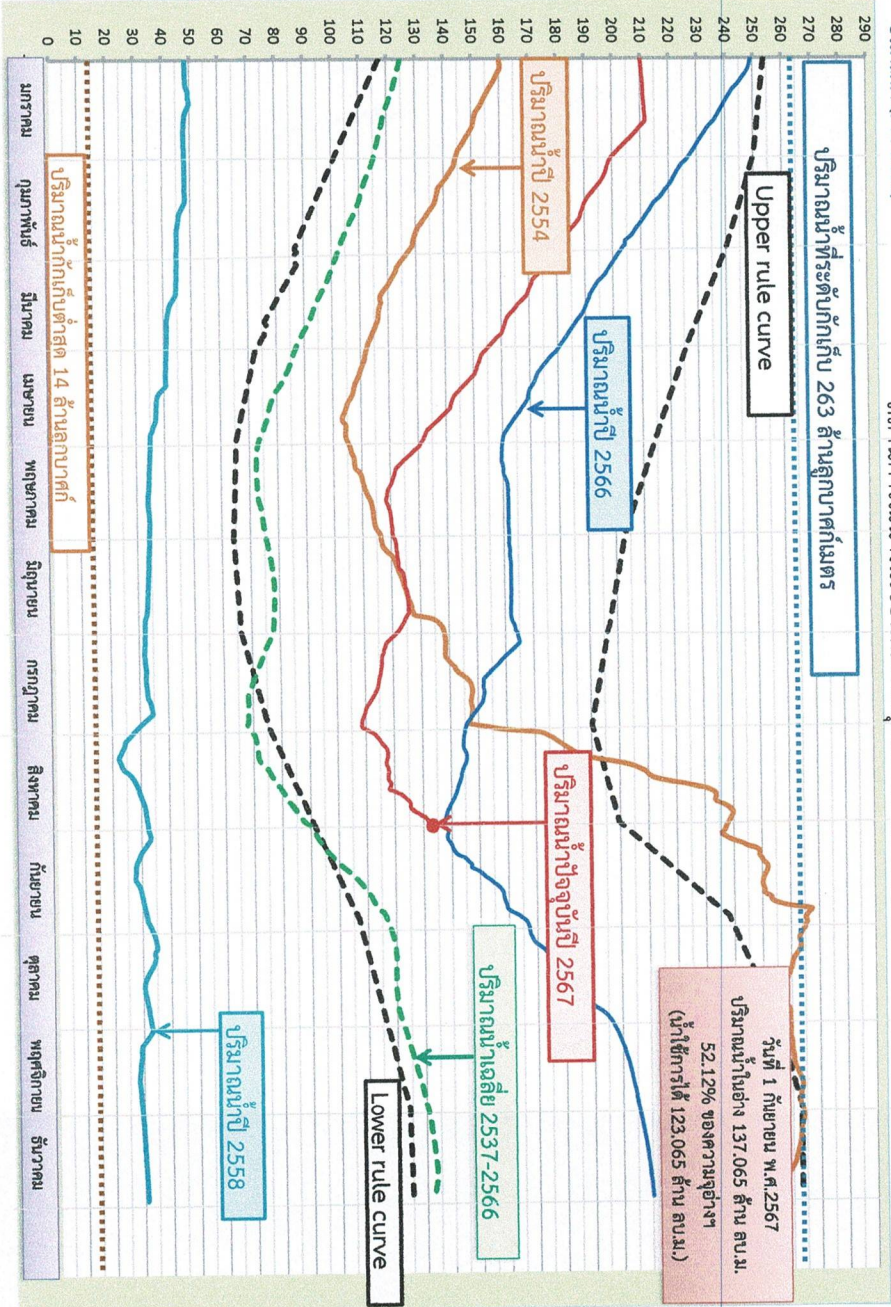 ปริมาณน้ำที่ระดับกักเก็บ 263 ล้านลูกบาศก์เมตร
Upper rule curve
ปริมาณน้ำปี 2554
ปริมาณน้ำปี 2566
ปริมาณน้ำปัจจุบันปี 2567
วันที่ 1 กันยายน พ.ศ.2567
ปริมาณน้ำในอ่าง 137.065 ล้าน ลบ.ม.
52.12% ของความจุอ่างฯ
(น้ำใช้การได้ 123.065 ล้าน ลบ.ม.)
ปริมาณน้ำเฉลี่ย 2537-2566
Lower rule curve
ปริมาณน้ำปี 2558
ปริมาณน้ำกักเก็บต่ำสุด 14 ล้านลูกบาศก์
290
280
270
260
250
240
230
220
210
200
190
180
170
160
150
140
130
120
110
100
90
80
70
60
50
40
30
20
10
0
มกราคม
กุมภาพันธ์
มีนาคม
เมษายน
พฤษภาคม
มิถุนายน
กรกฎาคม
สิงหาคม
กันยายน
ตุลาคม
พฤศจิกายน
ธันวาคม